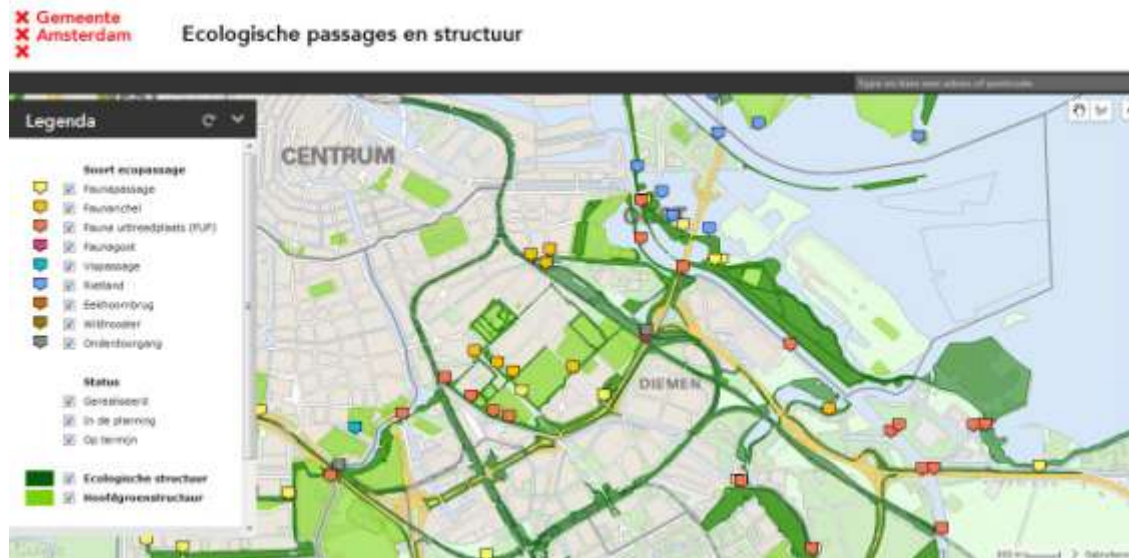 Gemeente
Amsterdam
Ecologische passages en structuur
Legenda
CENTRUM
Soort ecopassage
Faunapassage
Faunarichel
Fauna uittreedplaats (FUP)
Faunagoot
Vispassage
Rietland
Eekhoornbrug
Wildrooster
Onderdoorgang
DIEMEN
Status
Gerealiseerd
In de planning
Op termijn
Ecologische structuur
Hoofdgroenstructuur